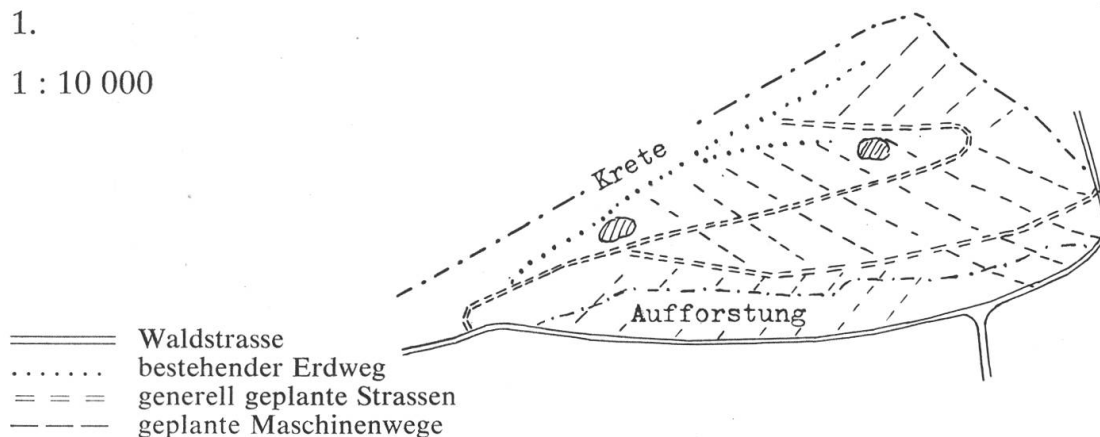 1.
1 : 10 000
Krete
Aufforstung
Waldstrasse
bestehender Erdweg
generell geplante Strassen
geplante Maschinenwege